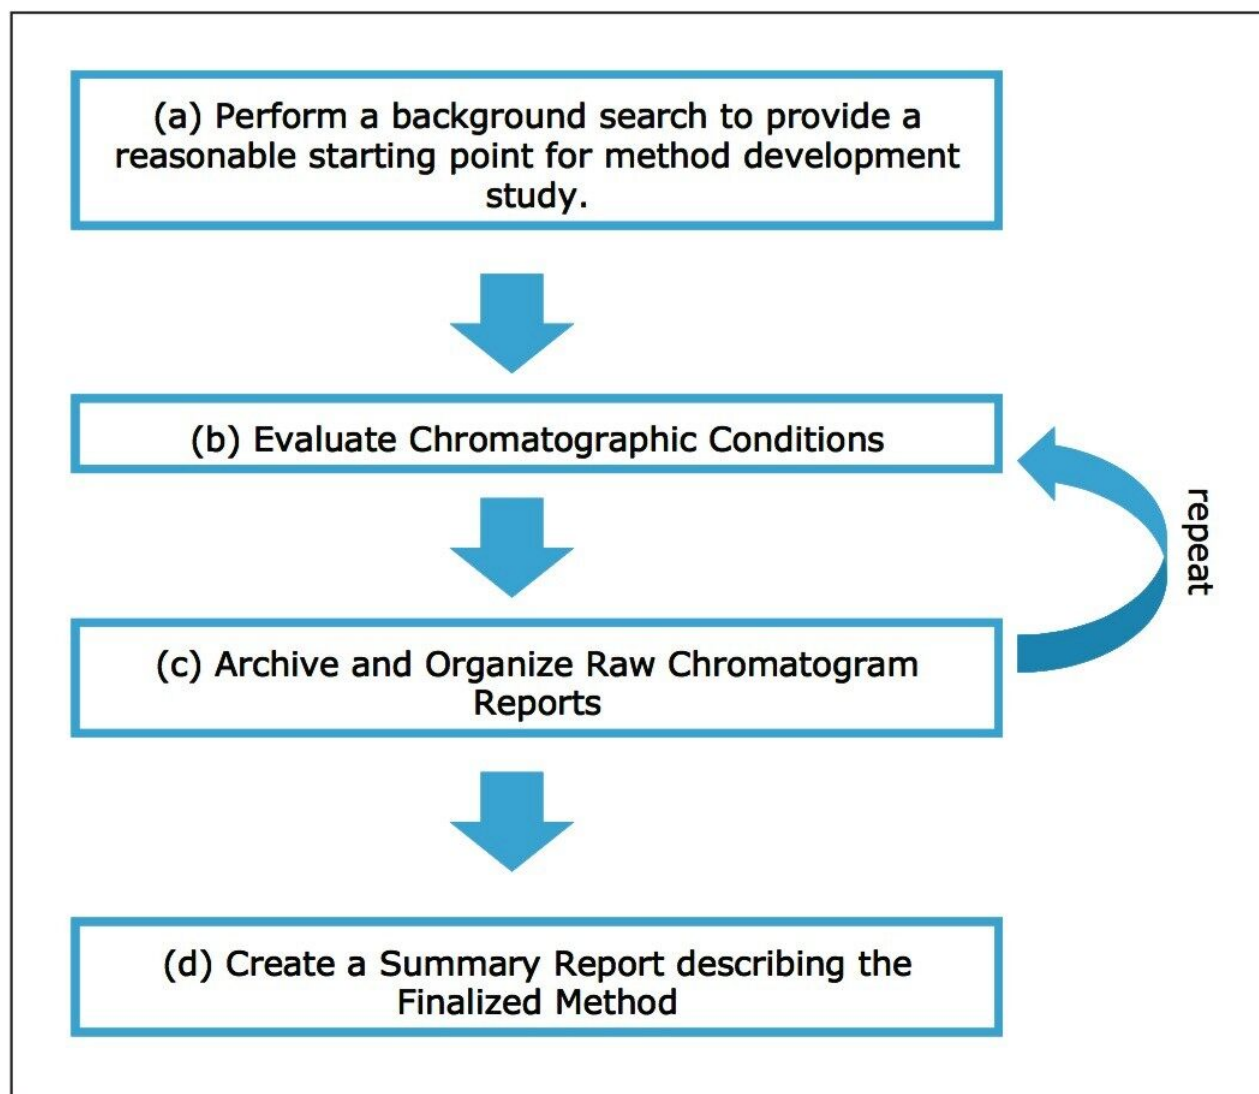 (a) Perform a background search to provide a
reasonable starting point for method development
study.
(b) Evaluate Chromatographic Conditions
repeat
(c) Archive and Organize Raw Chromatogram
Reports
(d) Create a Summary Report describing the
Finalized Method